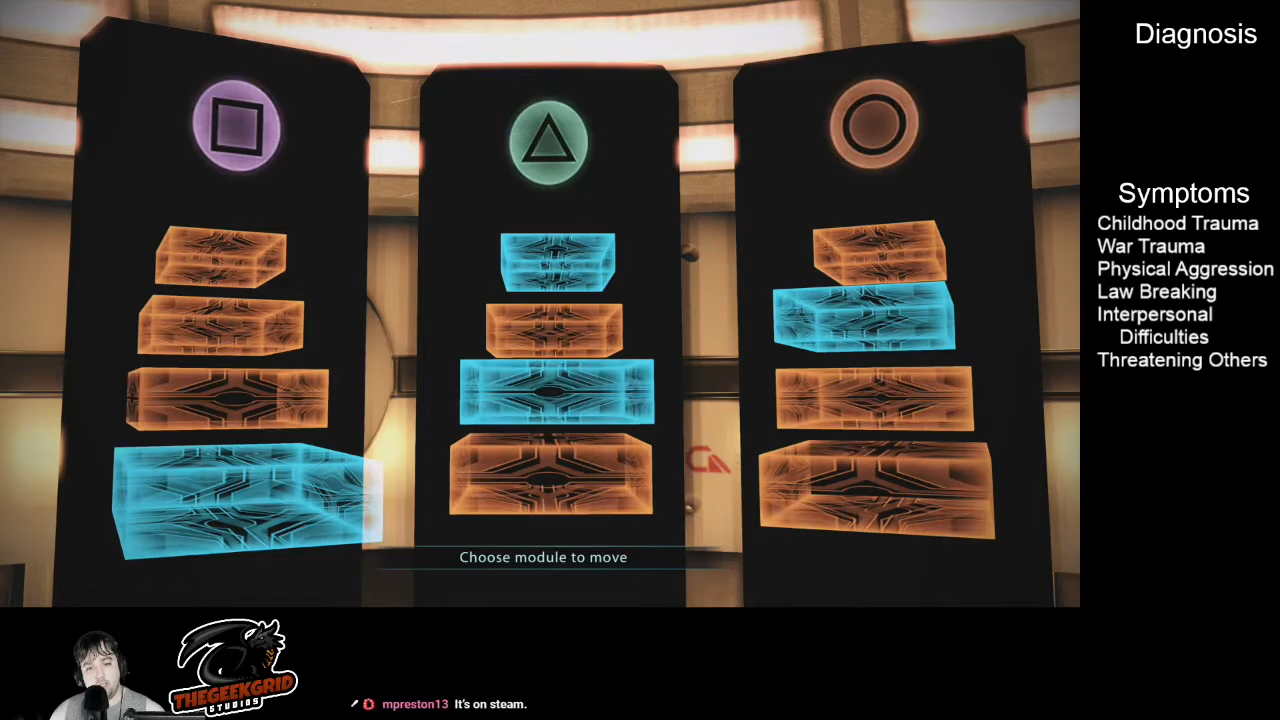 Diagnosis
Symptoms
Childhood Trauma
War Trauma
Physical Aggression
Law Breaking
Interpersonal
Difficulties
Threatening Others
Choose module to move
THEGEEKGRID
STUDIOS
mpreston13 It's on steam.